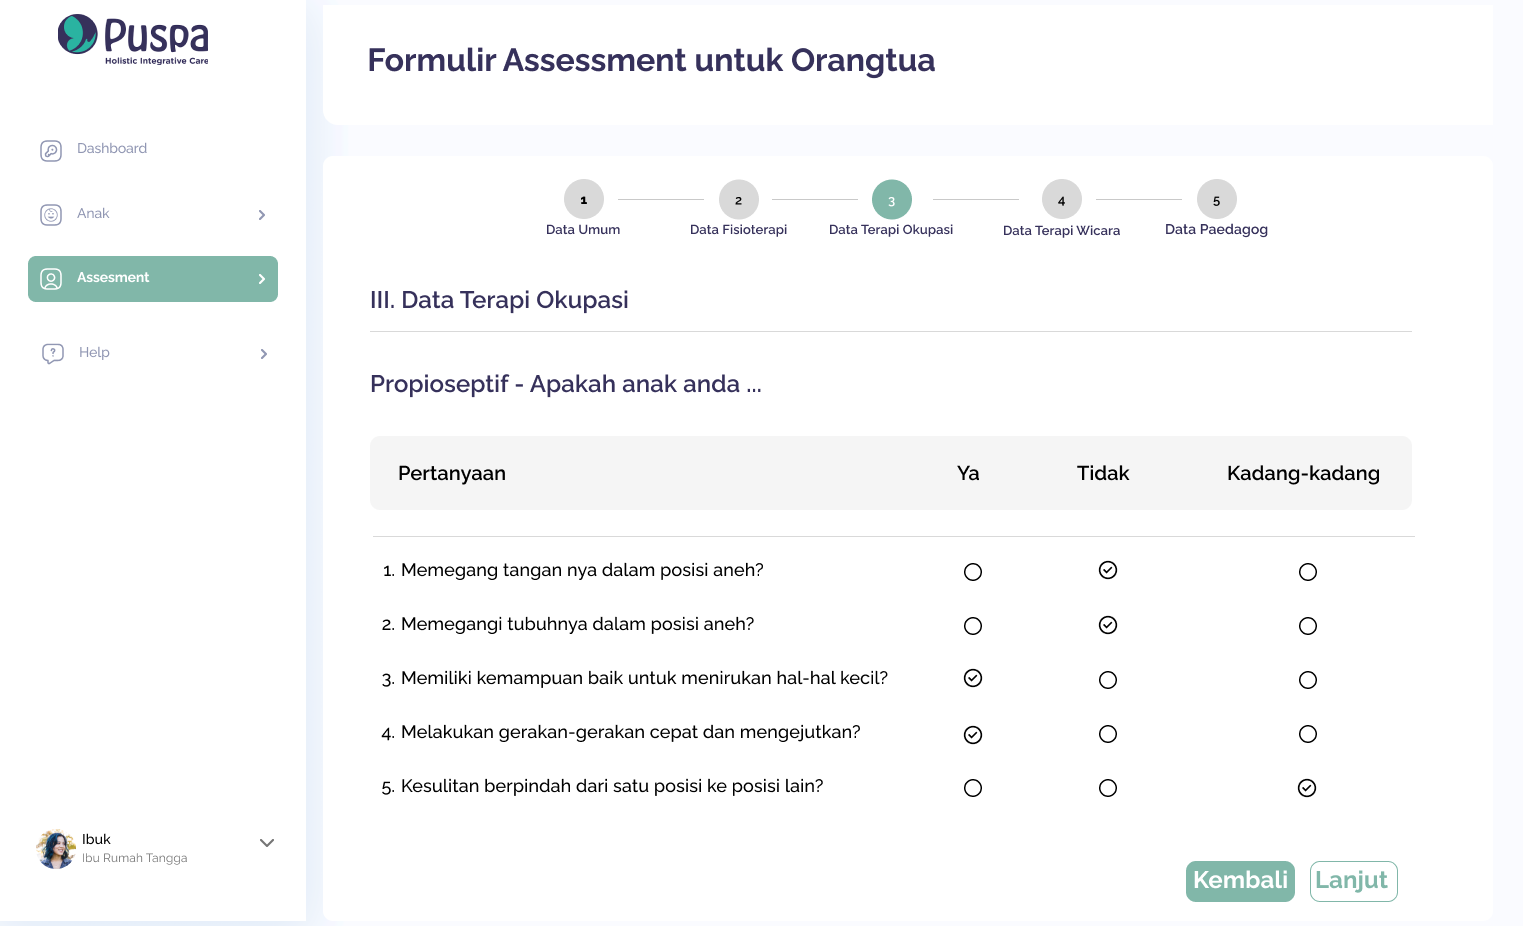 Puspa
Holistic Integrative Care
Dashboard
Anak
Assesment
Help
Ibuk
Ibu Rumah Tangga
Formulir Assessment untuk Orangtua
1 2 3 4 5
Data Umum Data Fisioterapi Data Terapi Okupasi Data Terapi Wicara Data Paedagog
III. Data Terapi Okupasi
Propioseptif - Apakah anak anda ...
Pertanyaan Ya Tidak Kadang-kadang
1. Memegang tangan nya dalam posisi aneh?
2. Memegangi tubuhnya dalam posisi aneh?
3. Memiliki kemampuan baik untuk menirukan hal-hal kecil?
4. Melakukan gerakan-gerakan cepat dan mengejutkan?
5. Kesulitan berpindah dari satu posisi ke posisi lain?
Kembali Lanjut